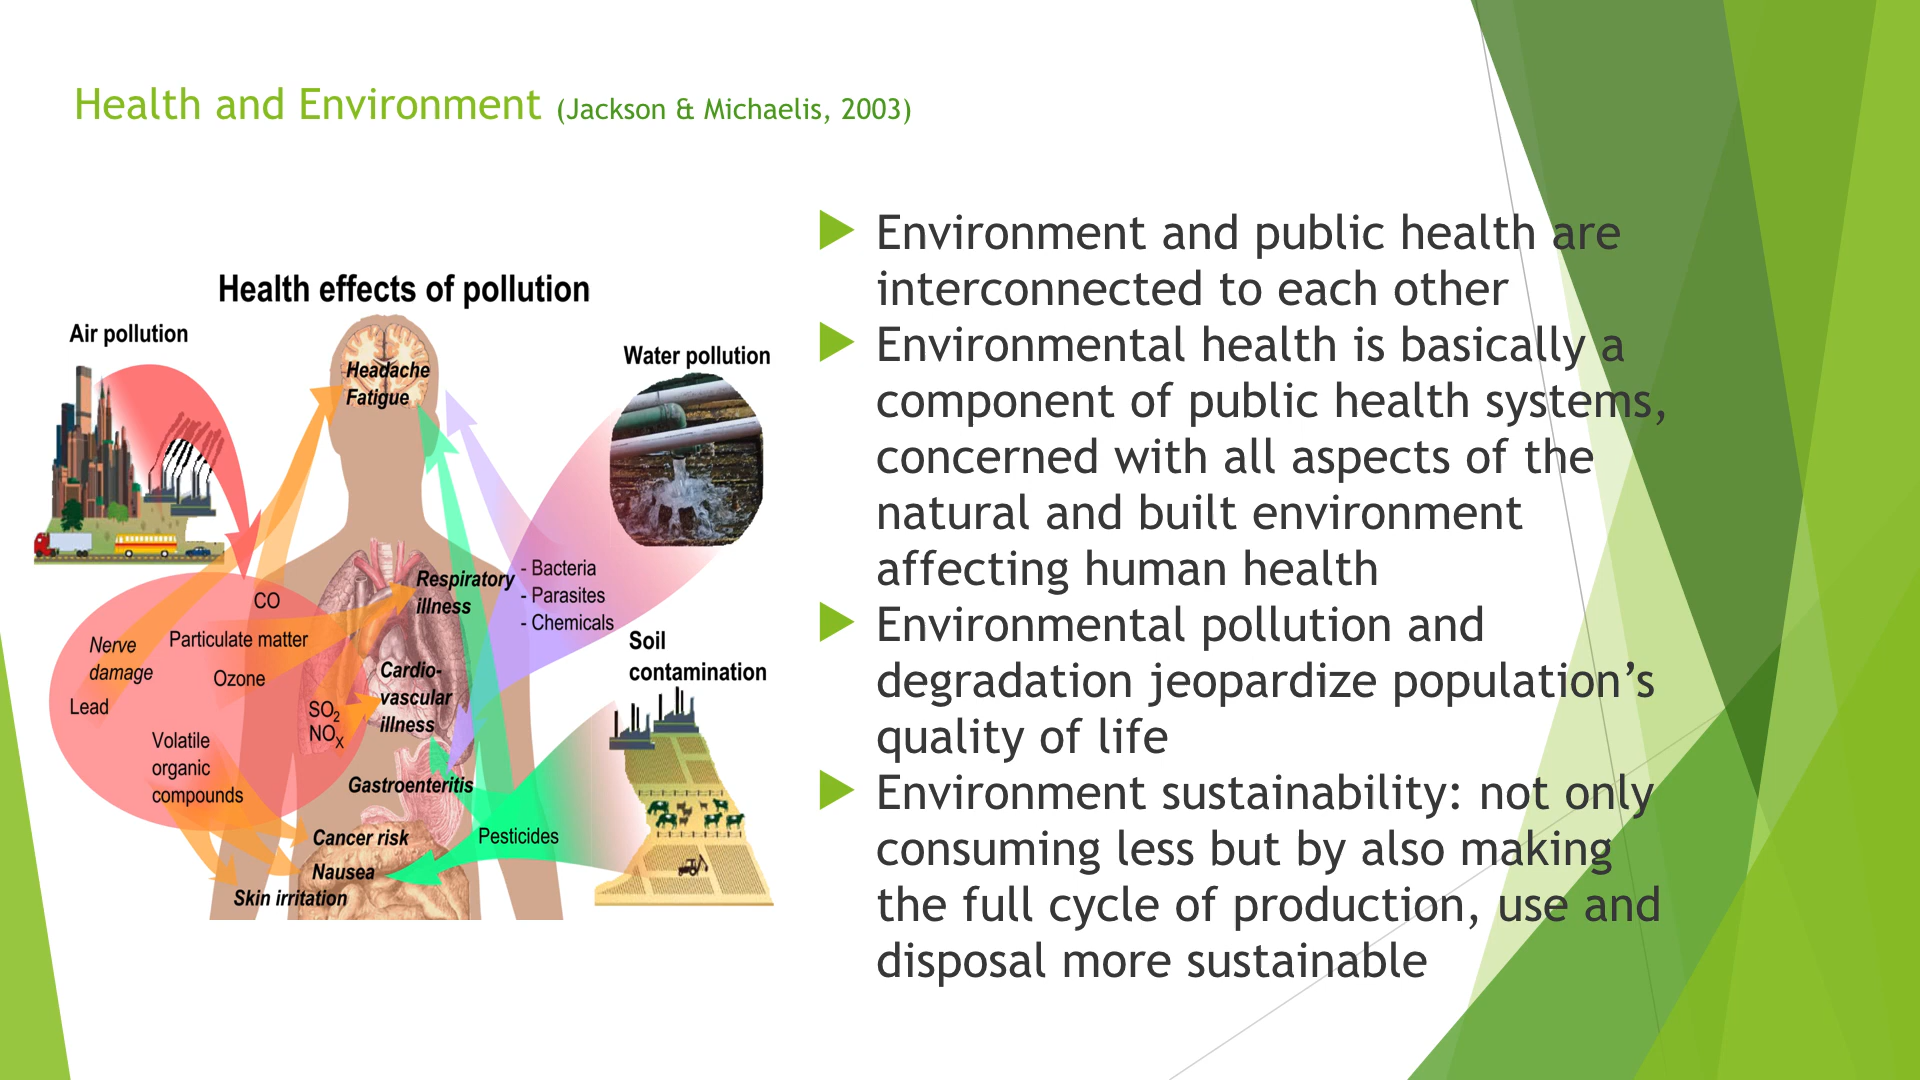 Health and Environment (Jackson & Michaelis, 2003)
Health effects of pollution
Air pollution
Headache
Fatigue
Water pollution
- Bacteria
- Parasites
- Chemicals
Respiratory
illness
CO
Nerve
damage
Particulate matter
Ozone
Lead
SO2
NOX
Volatile
organic
compounds
Cardio-
vascular
illness
Soil
contamination
Gastroenteritis
Pesticides
Cancer risk
Nausea
Skin irritation
Environment and public health are
interconnected to each other
Environmental health is basically a
component of public health systems,
concerned with all aspects of the
natural and built environment
affecting human health
Environmental pollution and
degradation jeopardize population’s
quality of life
Environment sustainability: not only
consuming less but by also making
the full cycle of production, use and
disposal more sustainable